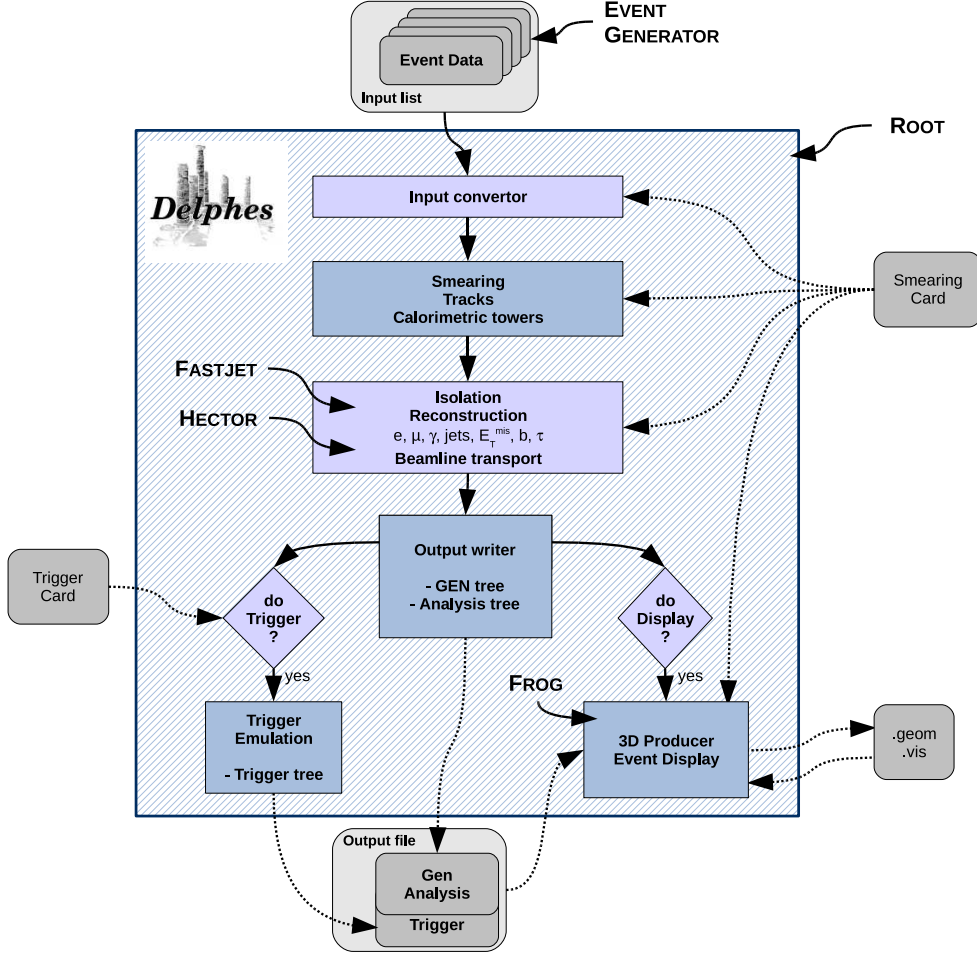 EVENT
GENERATOR
Event Data
Input list
ROOT
Delphes
Input convertor
Smearing
Tracks
Calorimetric towers
Smearing
Card
FASTJET
HECTOR
Isolation
Reconstruction
e, μ, γ, jets, E_T^mis, b, τ
Beamline transport
Output writer
- GEN tree
- Analysis tree
Trigger
Card
do
Trigger
?
do
Display
?
yes
yes
FROG
Trigger
Emulation
- Trigger tree
3D Producer
Event Display
.geom
.vis
Output file
Gen
Analysis
Trigger